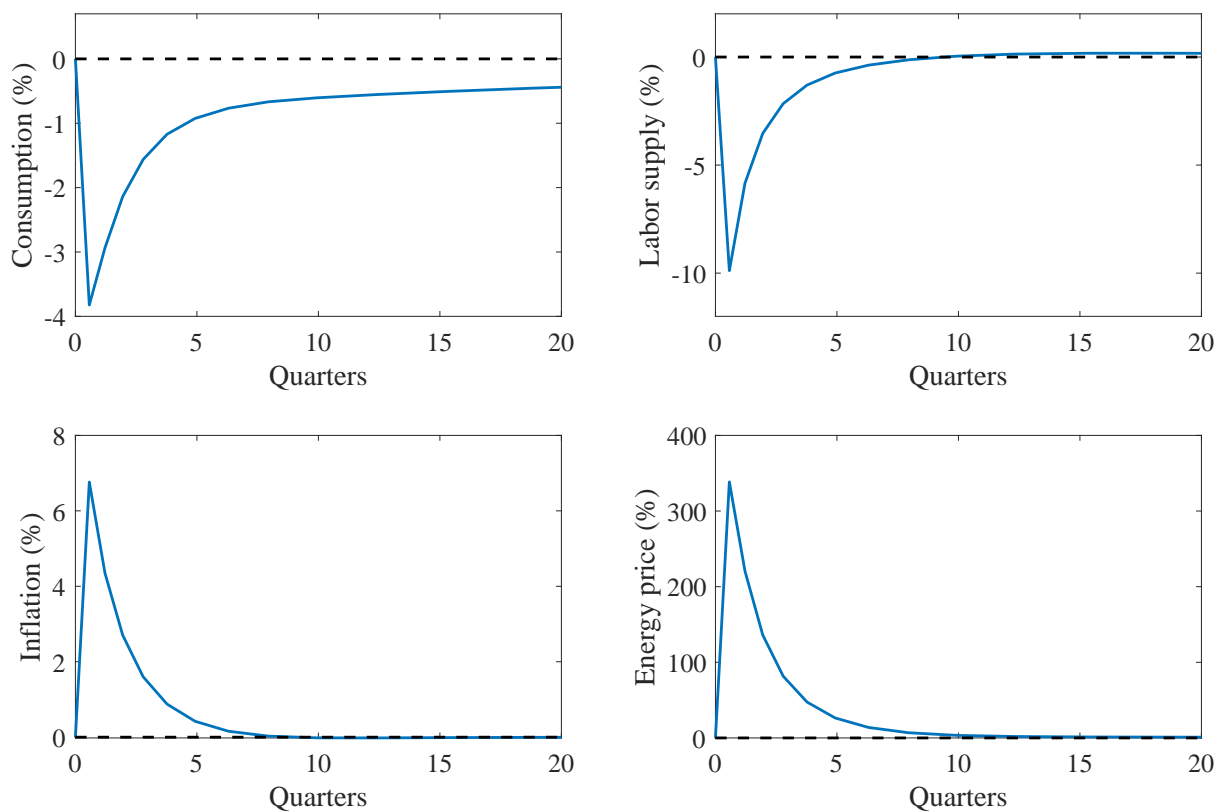 0
-1
-2
-3
-4
Consumption (%)
0 5 10 15 20
Quarters
0
-5
-10
Labor supply (%)
0 5 10 15 20
Quarters
8
6
4
2
0
Inflation (%)
0 5 10 15 20
Quarters
400
300
200
100
0
Energy price (%)
0 5 10 15 20
Quarters